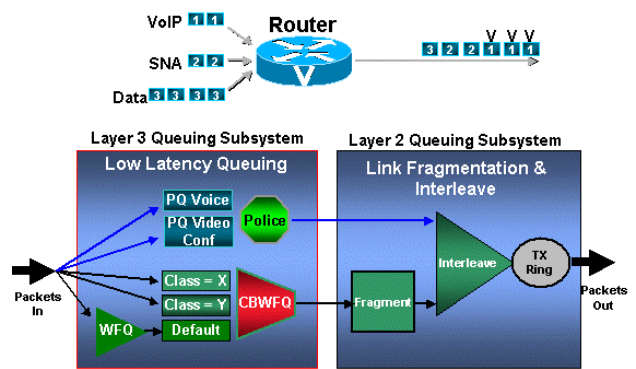 Router
VoIP 1 1
SNA 2 2
Data 3 3 3 3
V
V V V
3 2 2 1 1 1
Layer 3 Queuing Subsystem
Low Latency Queuing
PQ Voice
PQ Video
Conf
Police
Class = X
Class = Y
CBWFQ
WFQ
Default
Packets
In
Layer 2 Queuing Subsystem
Link Fragmentation &
Interleave
Fragment
Interleave
TX
Ring
Packets
Out